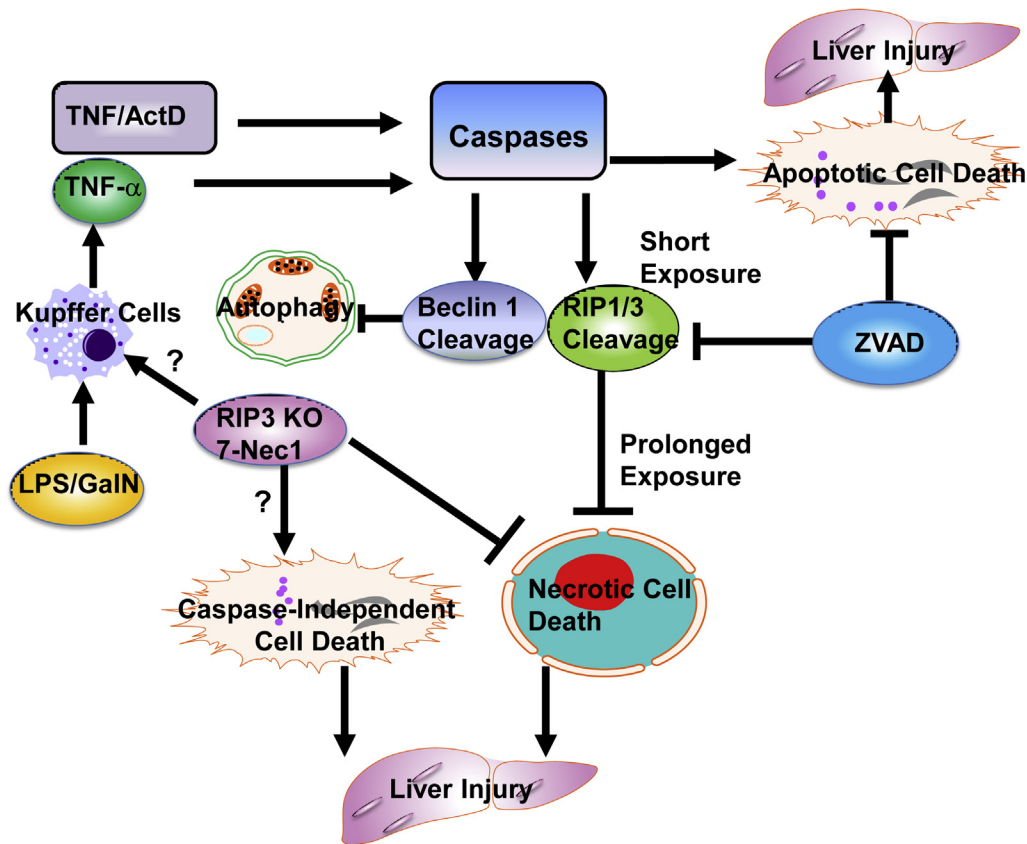 Liver Injury
TNF/ActD
Caspases
TNF-α
Apoptotic Cell Death
Short
Exposure
Kupffer Cells
Autophagy
Beclin 1
Cleavage
RIP1/3
Cleavage
ZVAD
?
RIP3 KO
7-Nec1
Prolonged
Exposure
LPS/GalN
?
Caspase-Independent
Cell Death
Necrotic Cell
Death
Liver Injury